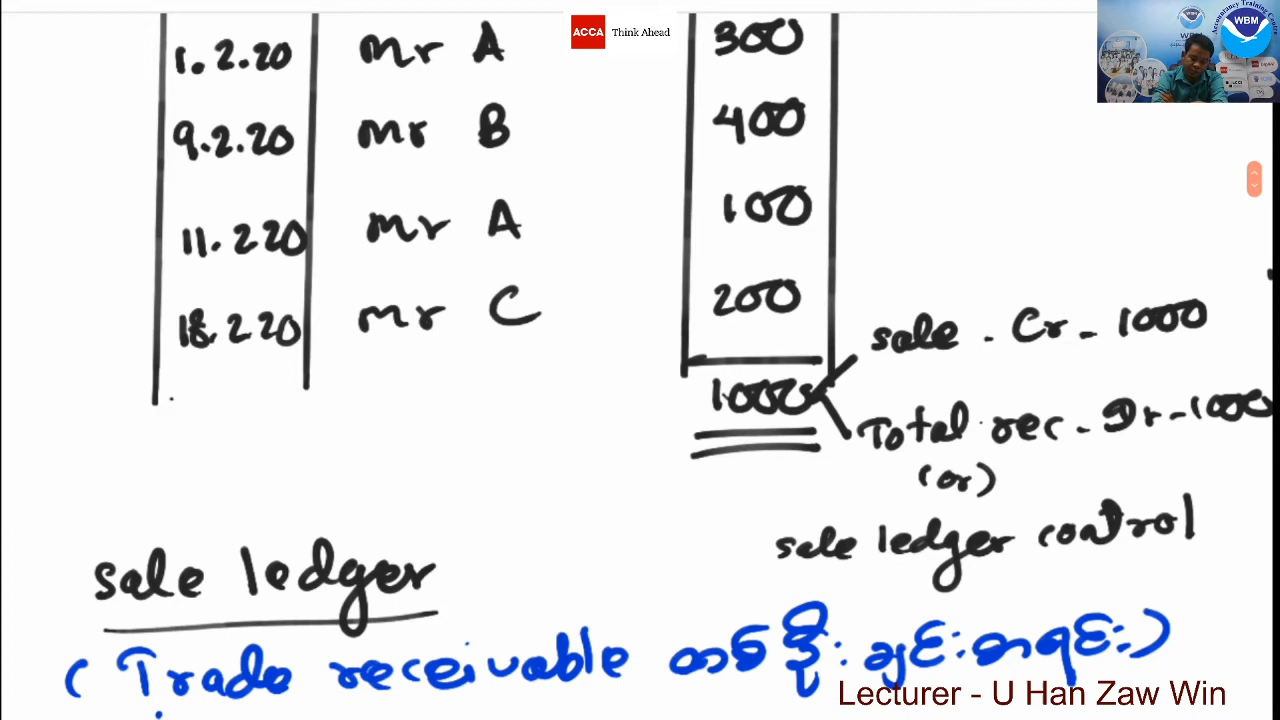 ACCA Think Ahead
WBM
1.2.20 mr A 300
9.2.20 mr B 400
11.2 20 mr A 100
18.2 20 mr C 200
sale - Cr - 1000
1000
Total rec - Dr - 1000
(or)
sale ledger control
sale ledger
(Trade receivable တစ်ဦးချင်းစာရင်း)
Lecturer - U Han Zaw Win